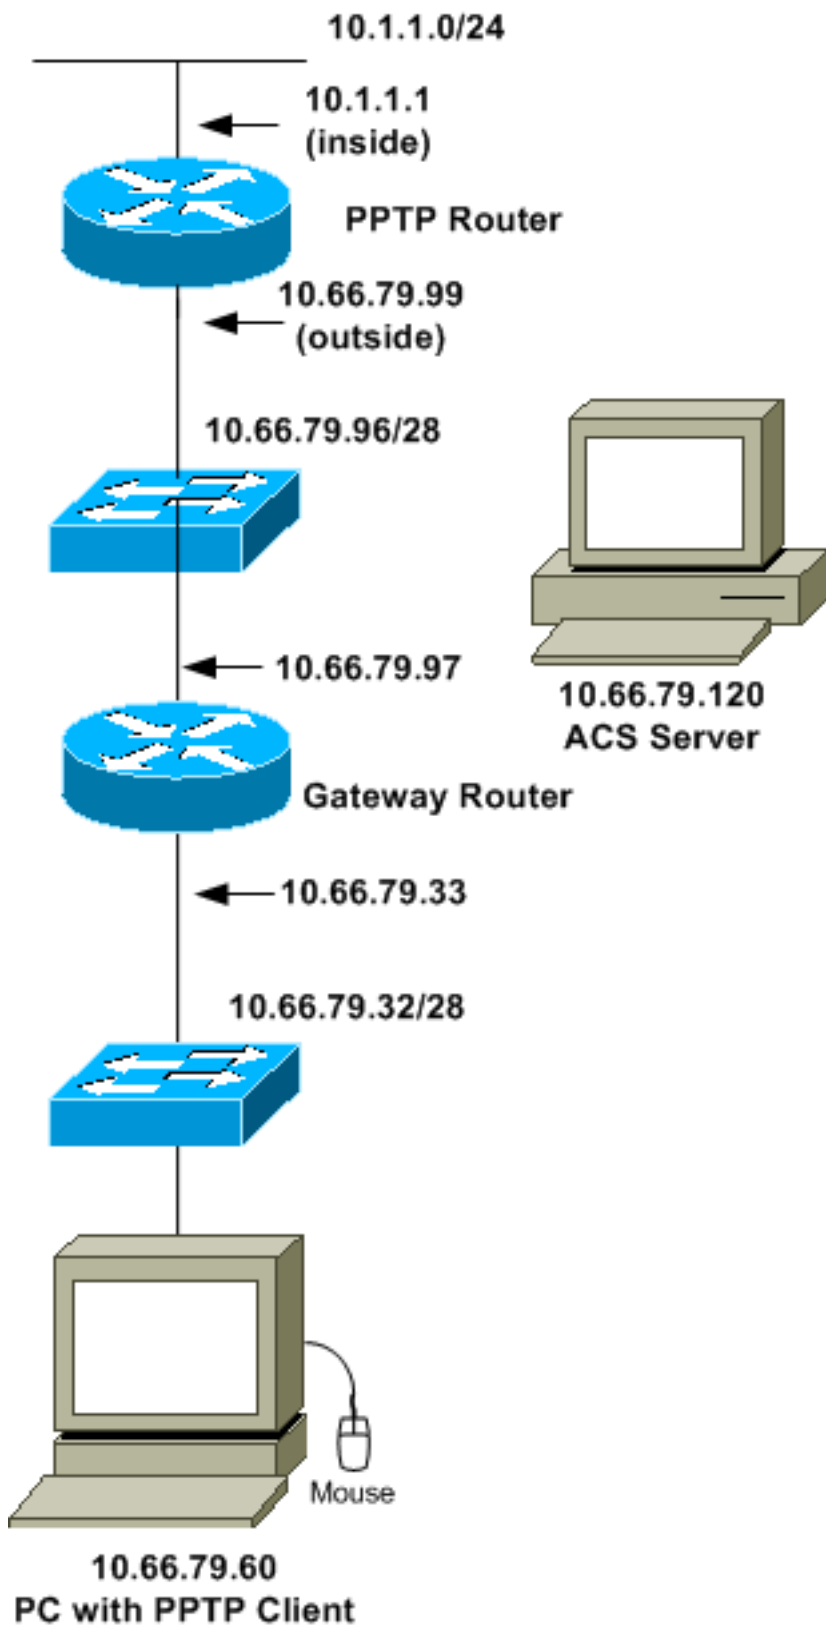 10.1.1.0/24
10.1.1.1
(inside)
PPTP Router
10.66.79.99
(outside)
10.66.79.96/28
10.66.79.97
10.66.79.120
ACS Server
Gateway Router
10.66.79.33
10.66.79.32/28
Mouse
10.66.79.60
PC with PPTP Client